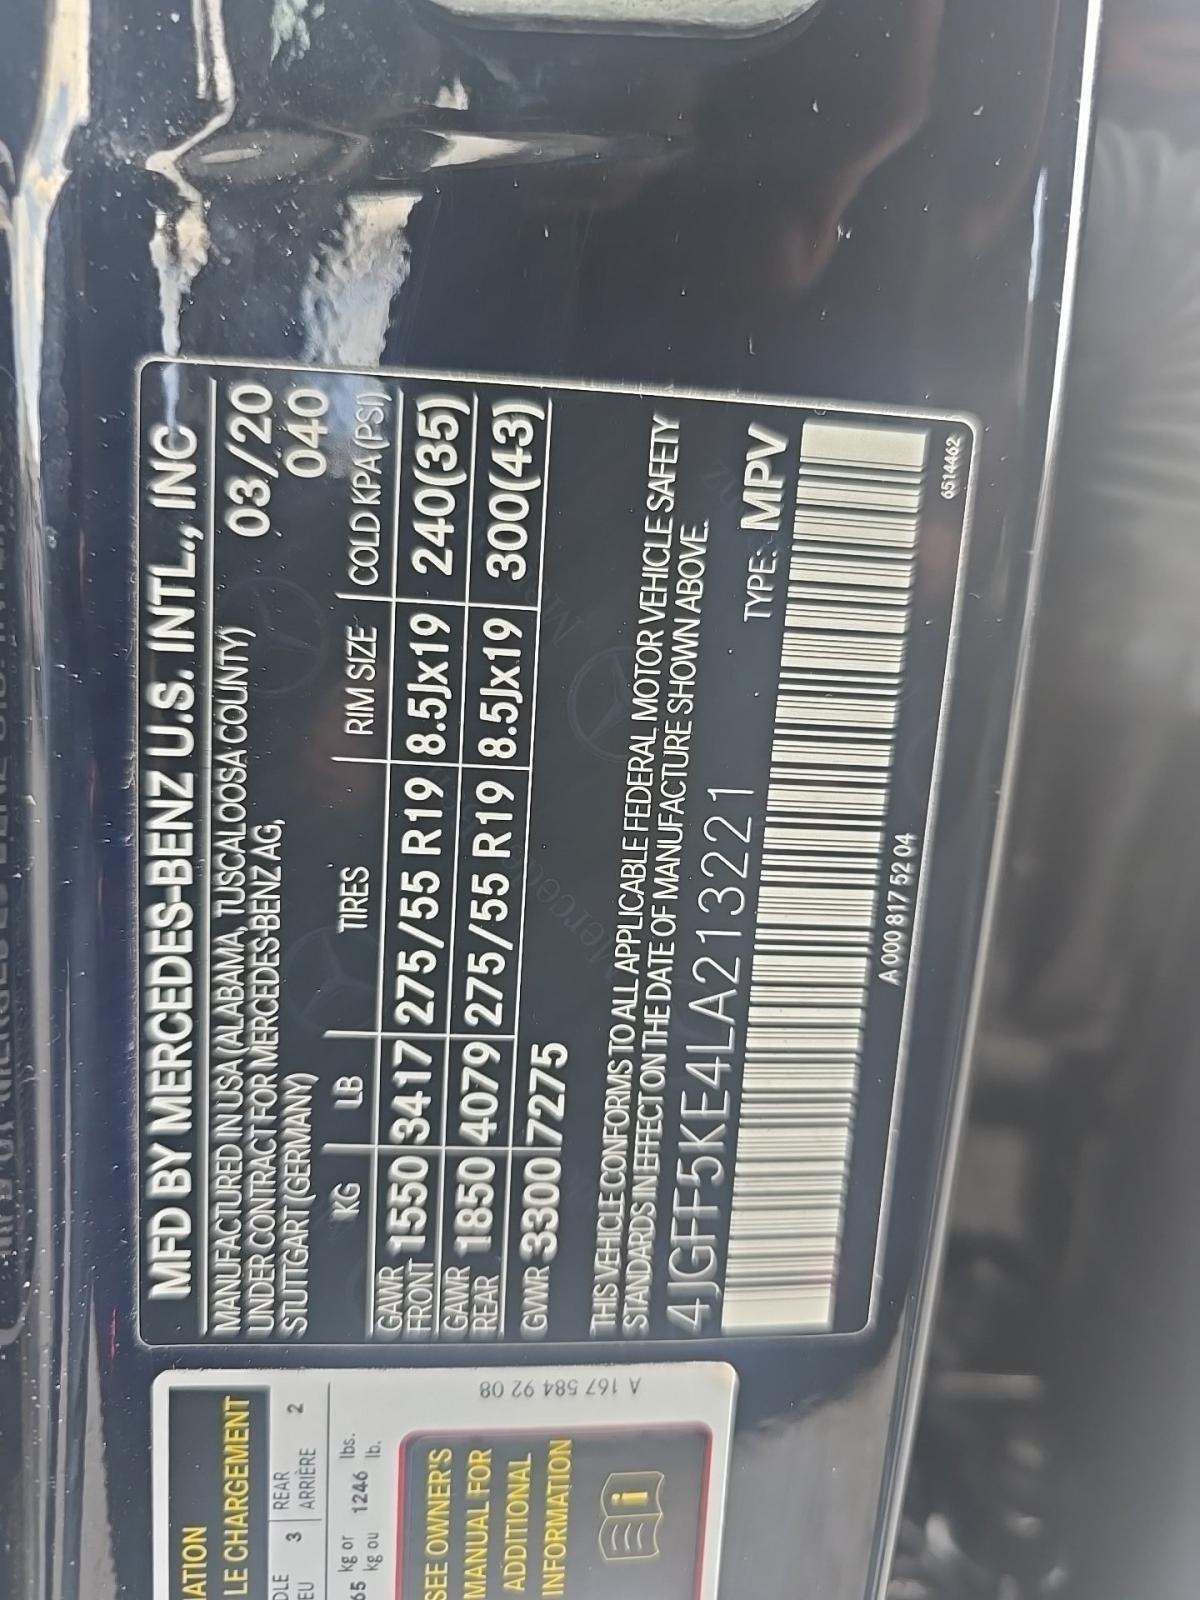 MFD BY MERCEDES-BENZ U.S. INTL., INC
MANUFACTURED IN USA (ALABAMA, TUSCALOOSA COUNTY) 03/20
UNDER CONTRACT FOR MERCEDES-BENZ AG, 040
STUTTGART (GERMANY)
KG LB TIRES RIM SIZE COLD KPA (PSI)
GAWR FRONT 1550 3417 275/55 R19 8.5Jx19 240(35)
GAWR REAR 1850 4079 275/55 R19 8.5Jx19 300(43)
GVWR 3300 7275
THIS VEHICLE CONFORMS TO ALL APPLICABLE FEDERAL MOTOR VEHICLE SAFETY
STANDARDS IN EFFECT ON THE DATE OF MANUFACTURE SHOWN ABOVE.
4JGFF5KE4LA213221 TYPE: MPV
A 000 817 52 04
6514462
LE CHARGEMENT
3 REAR 2
ARRIÈRE
kg or 1246 lbs.
kg ou lb.
SEE OWNER'S
MANUAL FOR
ADDITIONAL
INFORMATION
A 167 584 92 08